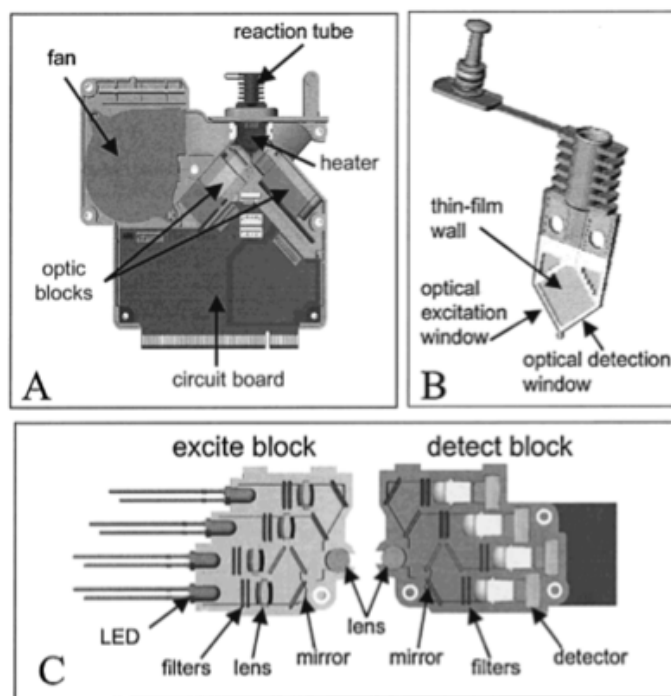 reaction tube
fan
heater
optic
blocks
circuit board
A
thin-film
wall
optical
excitation
window
optical detection
window
B
excite block
detect block
LED
filters
lens
mirror
lens
mirror
filters
detector
C